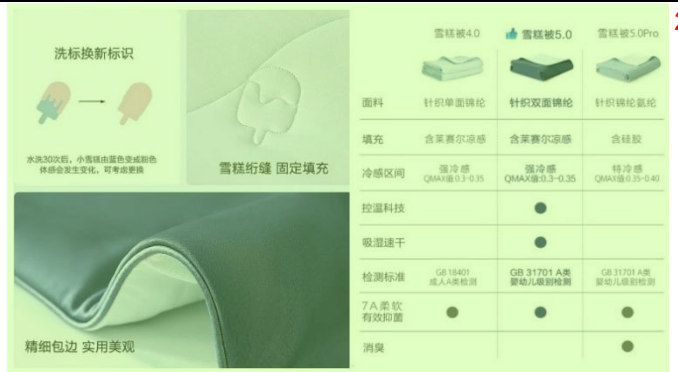 洗标换新标识
水洗30次后，小雪糕由蓝色变成粉色
体感会发生变化，可考虑更换
雪糕绗缝 固定填充
精细包边 实用美观
雪糕被4.0 雪糕被5.0 雪糕被5.0Pro
面料 针织单面锦纶 针织双面锦纶 针织锦纶氨纶
填充 含莱赛尔凉感 含莱赛尔凉感 含硅胶
冷感区间 强冷感 强冷感 特冷感
QMAX值:0.3-0.35 QMAX值:0.3-0.35 QMAX值:0.35-0.40
控温科技
吸湿速干
检测标准 GB 18401 GB 31701 A类 GB 31701 A类
成人A类检测 婴幼儿级别检测 婴幼儿级别检测
7A柔软
有效抑菌
消臭
2